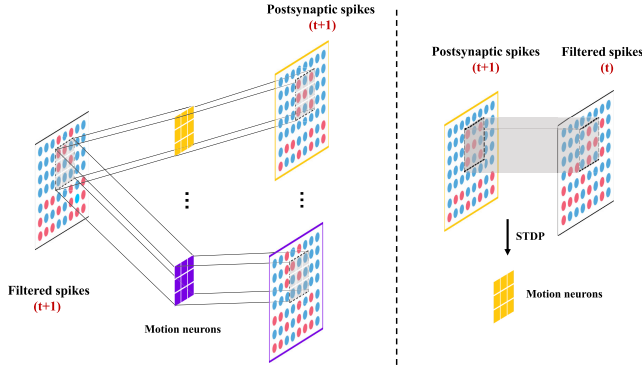 Postsynaptic spikes
(t+1)
Filtered spikes
(t+1)
Motion neurons
Postsynaptic spikes
(t+1)
Filtered spikes
(t)
STDP
Motion neurons